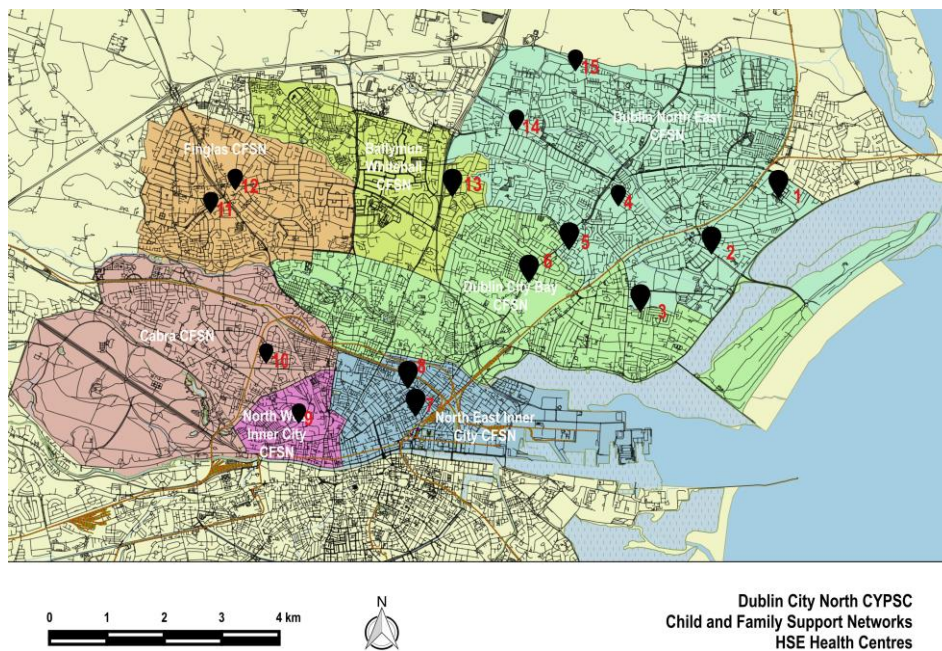 15
14
Dublin North East
CFSN
Finglas CFSN
Ballymun
Whitehall
CFSN
12
11
13
4
1
5
2
6
Dublin City Bay
CFSN
3
Cabra CFSN
10
8
7
9
North W
Inner City
CFSN
North East Inner
City CFSN
0 1 2 3 4 km
N
Dublin City North CYPSC
Child and Family Support Networks
HSE Health Centres